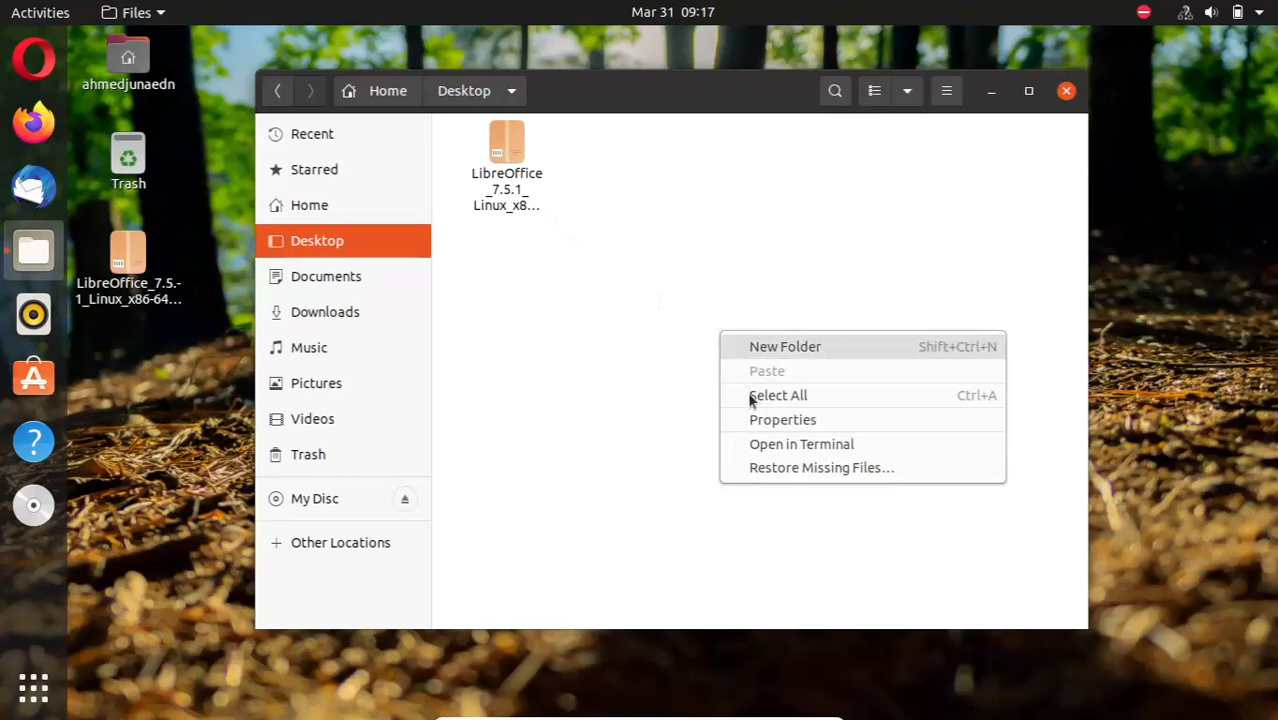 Activities
Files
Mar 31 09:17
ahmedjunaedn
Trash
LibreOffice_7.5.-
1_Linux_x86-64...
Home
Desktop
Recent
Starred
Home
Desktop
Documents
Downloads
Music
Pictures
Videos
Trash
My Disc
Other Locations
LibreOffice
_7.5.1_
Linux_x8...
New Folder Shift+Ctrl+N
Paste
Select All Ctrl+A
Properties
Open in Terminal
Restore Missing Files...